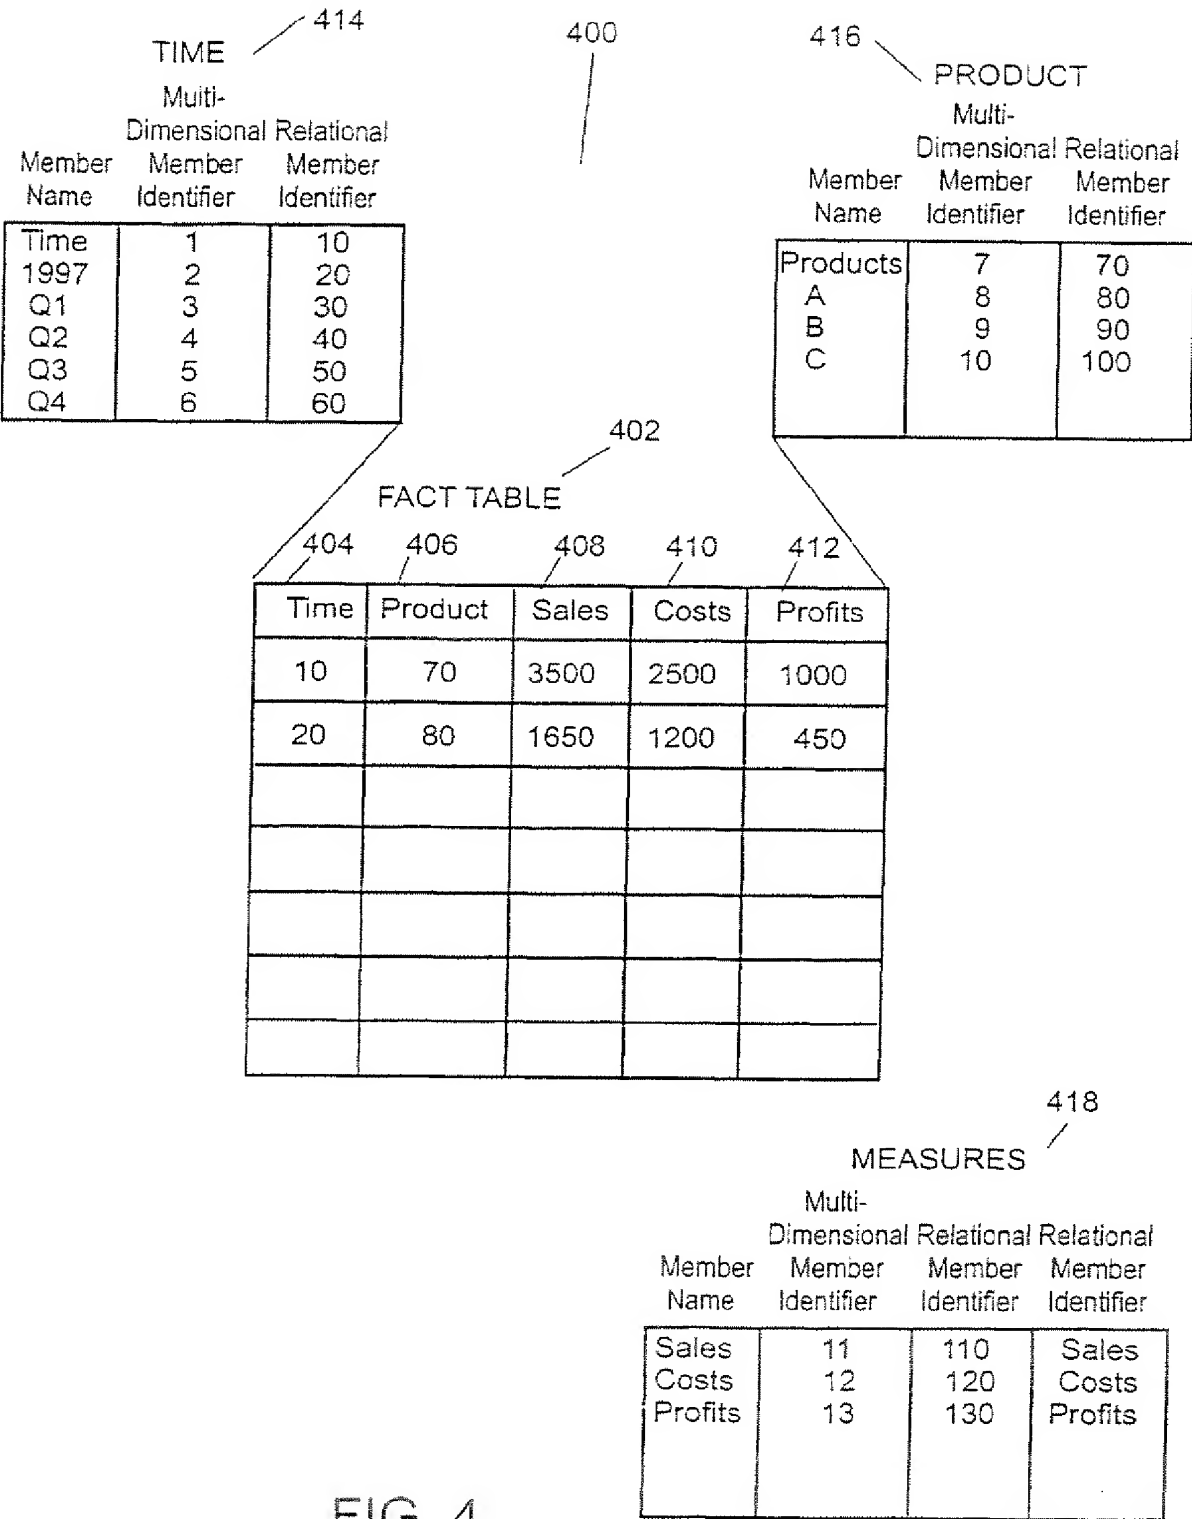 414
400
416
TIME
PRODUCT
Multi-
Dimensional Relational
Member Member Member
Name Identifier Identifier
Time 1 10
1997 2 20
Q1 3 30
Q2 4 40
Q3 5 50
Q4 6 60
Multi-
Dimensional Relational
Member Member Member
Name Identifier Identifier
Products 7 70
A 8 80
B 9 90
C 10 100
402
FACT TABLE
404 406 408 410 412
Time Product Sales Costs Profits
10 70 3500 2500 1000
20 80 1650 1200 450
418
MEASURES
Multi-
Dimensional Relational Relational
Member Member Member Member
Name Identifier Identifier Identifier
Sales 11 110 Sales
Costs 12 120 Costs
Profits 13 130 Profits
FIG. 4